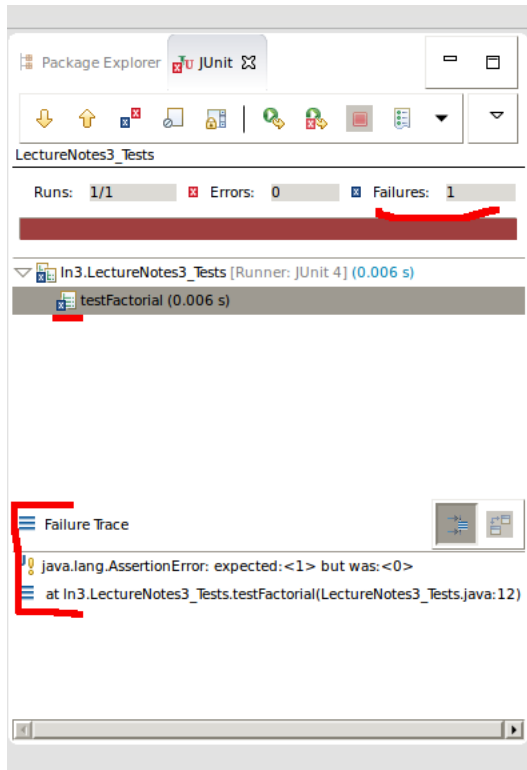 Package Explorer JUnit
LectureNotes3_Tests
Runs: 1/1 Errors: 0 Failures: 1
ln3.LectureNotes3_Tests [Runner: JUnit 4] (0.006 s)
testFactorial (0.006 s)
Failure Trace
java.lang.AssertionError: expected:<1> but was:<0>
at ln3.LectureNotes3_Tests.testFactorial(LectureNotes3_Tests.java:12)